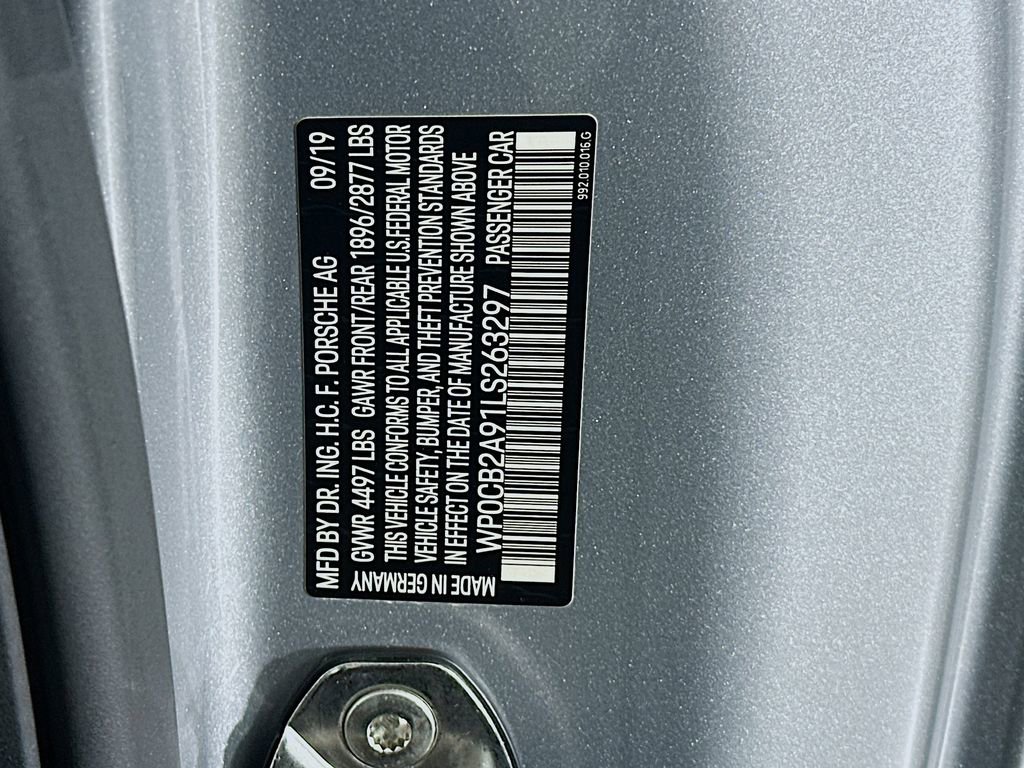 MFD BY DR. ING. H.C. F. PORSCHE AG 09/19
GVWR 4497 LBS GAWR FRONT/REAR 1896/2877 LBS
THIS VEHICLE CONFORMS TO ALL APPLICABLE U.S.FEDERAL MOTOR
VEHICLE SAFETY, BUMPER, AND THEFT PREVENTION STANDARDS
IN EFFECT ON THE DATE OF MANUFACTURE SHOWN ABOVE
WP0CB2A91LS263297 PASSENGER CAR
MADE IN GERMANY
992.010.016.G